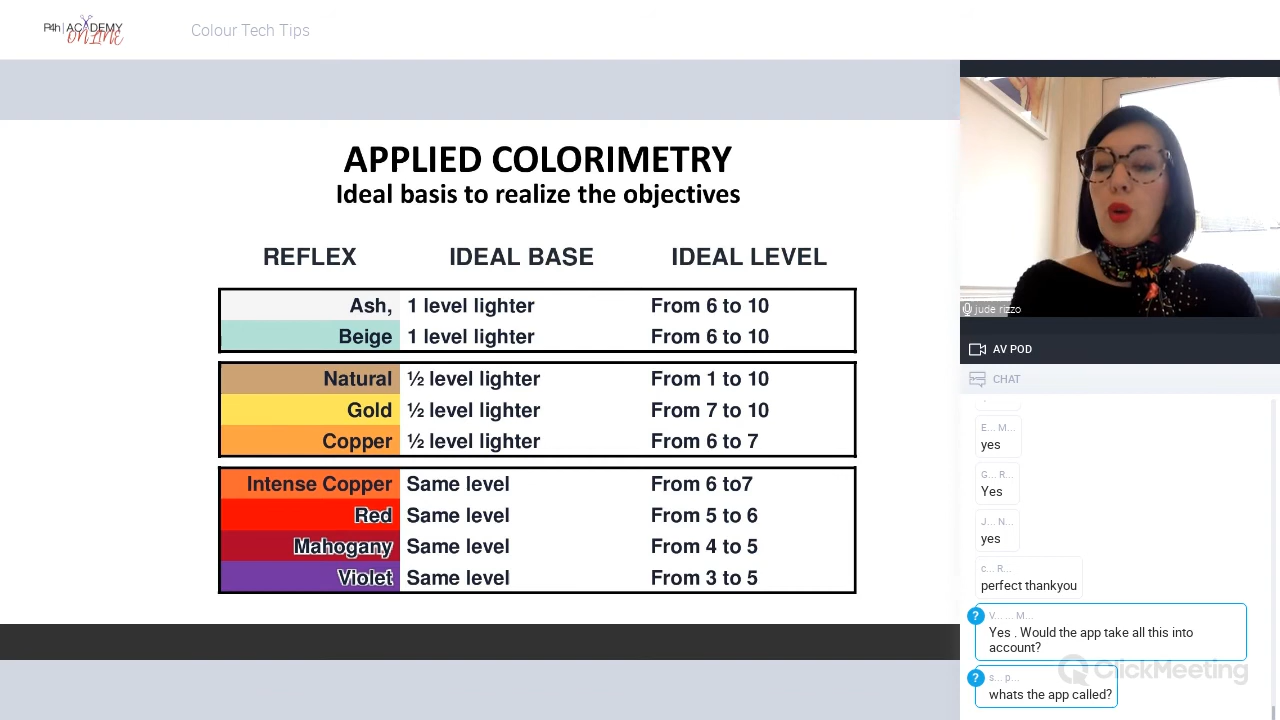 P4h | ACADEMY
ONLINE
Colour Tech Tips
APPLIED COLORIMETRY
Ideal basis to realize the objectives
REFLEX IDEAL BASE IDEAL LEVEL
Ash, 1 level lighter From 6 to 10
Beige 1 level lighter From 6 to 10
Natural ½ level lighter From 1 to 10
Gold ½ level lighter From 7 to 10
Copper ½ level lighter From 6 to 7
Intense Copper Same level From 6 to7
Red Same level From 5 to 6
Mahogany Same level From 4 to 5
Violet Same level From 3 to 5
jude rizzo
AV POD
CHAT
E... M...
yes
G... R...
Yes
J... N...
yes
c... R...
perfect thankyou
?
V... ... M...
Yes . Would the app take all this into
account?
ClickMeeting
?
s... p...
whats the app called?